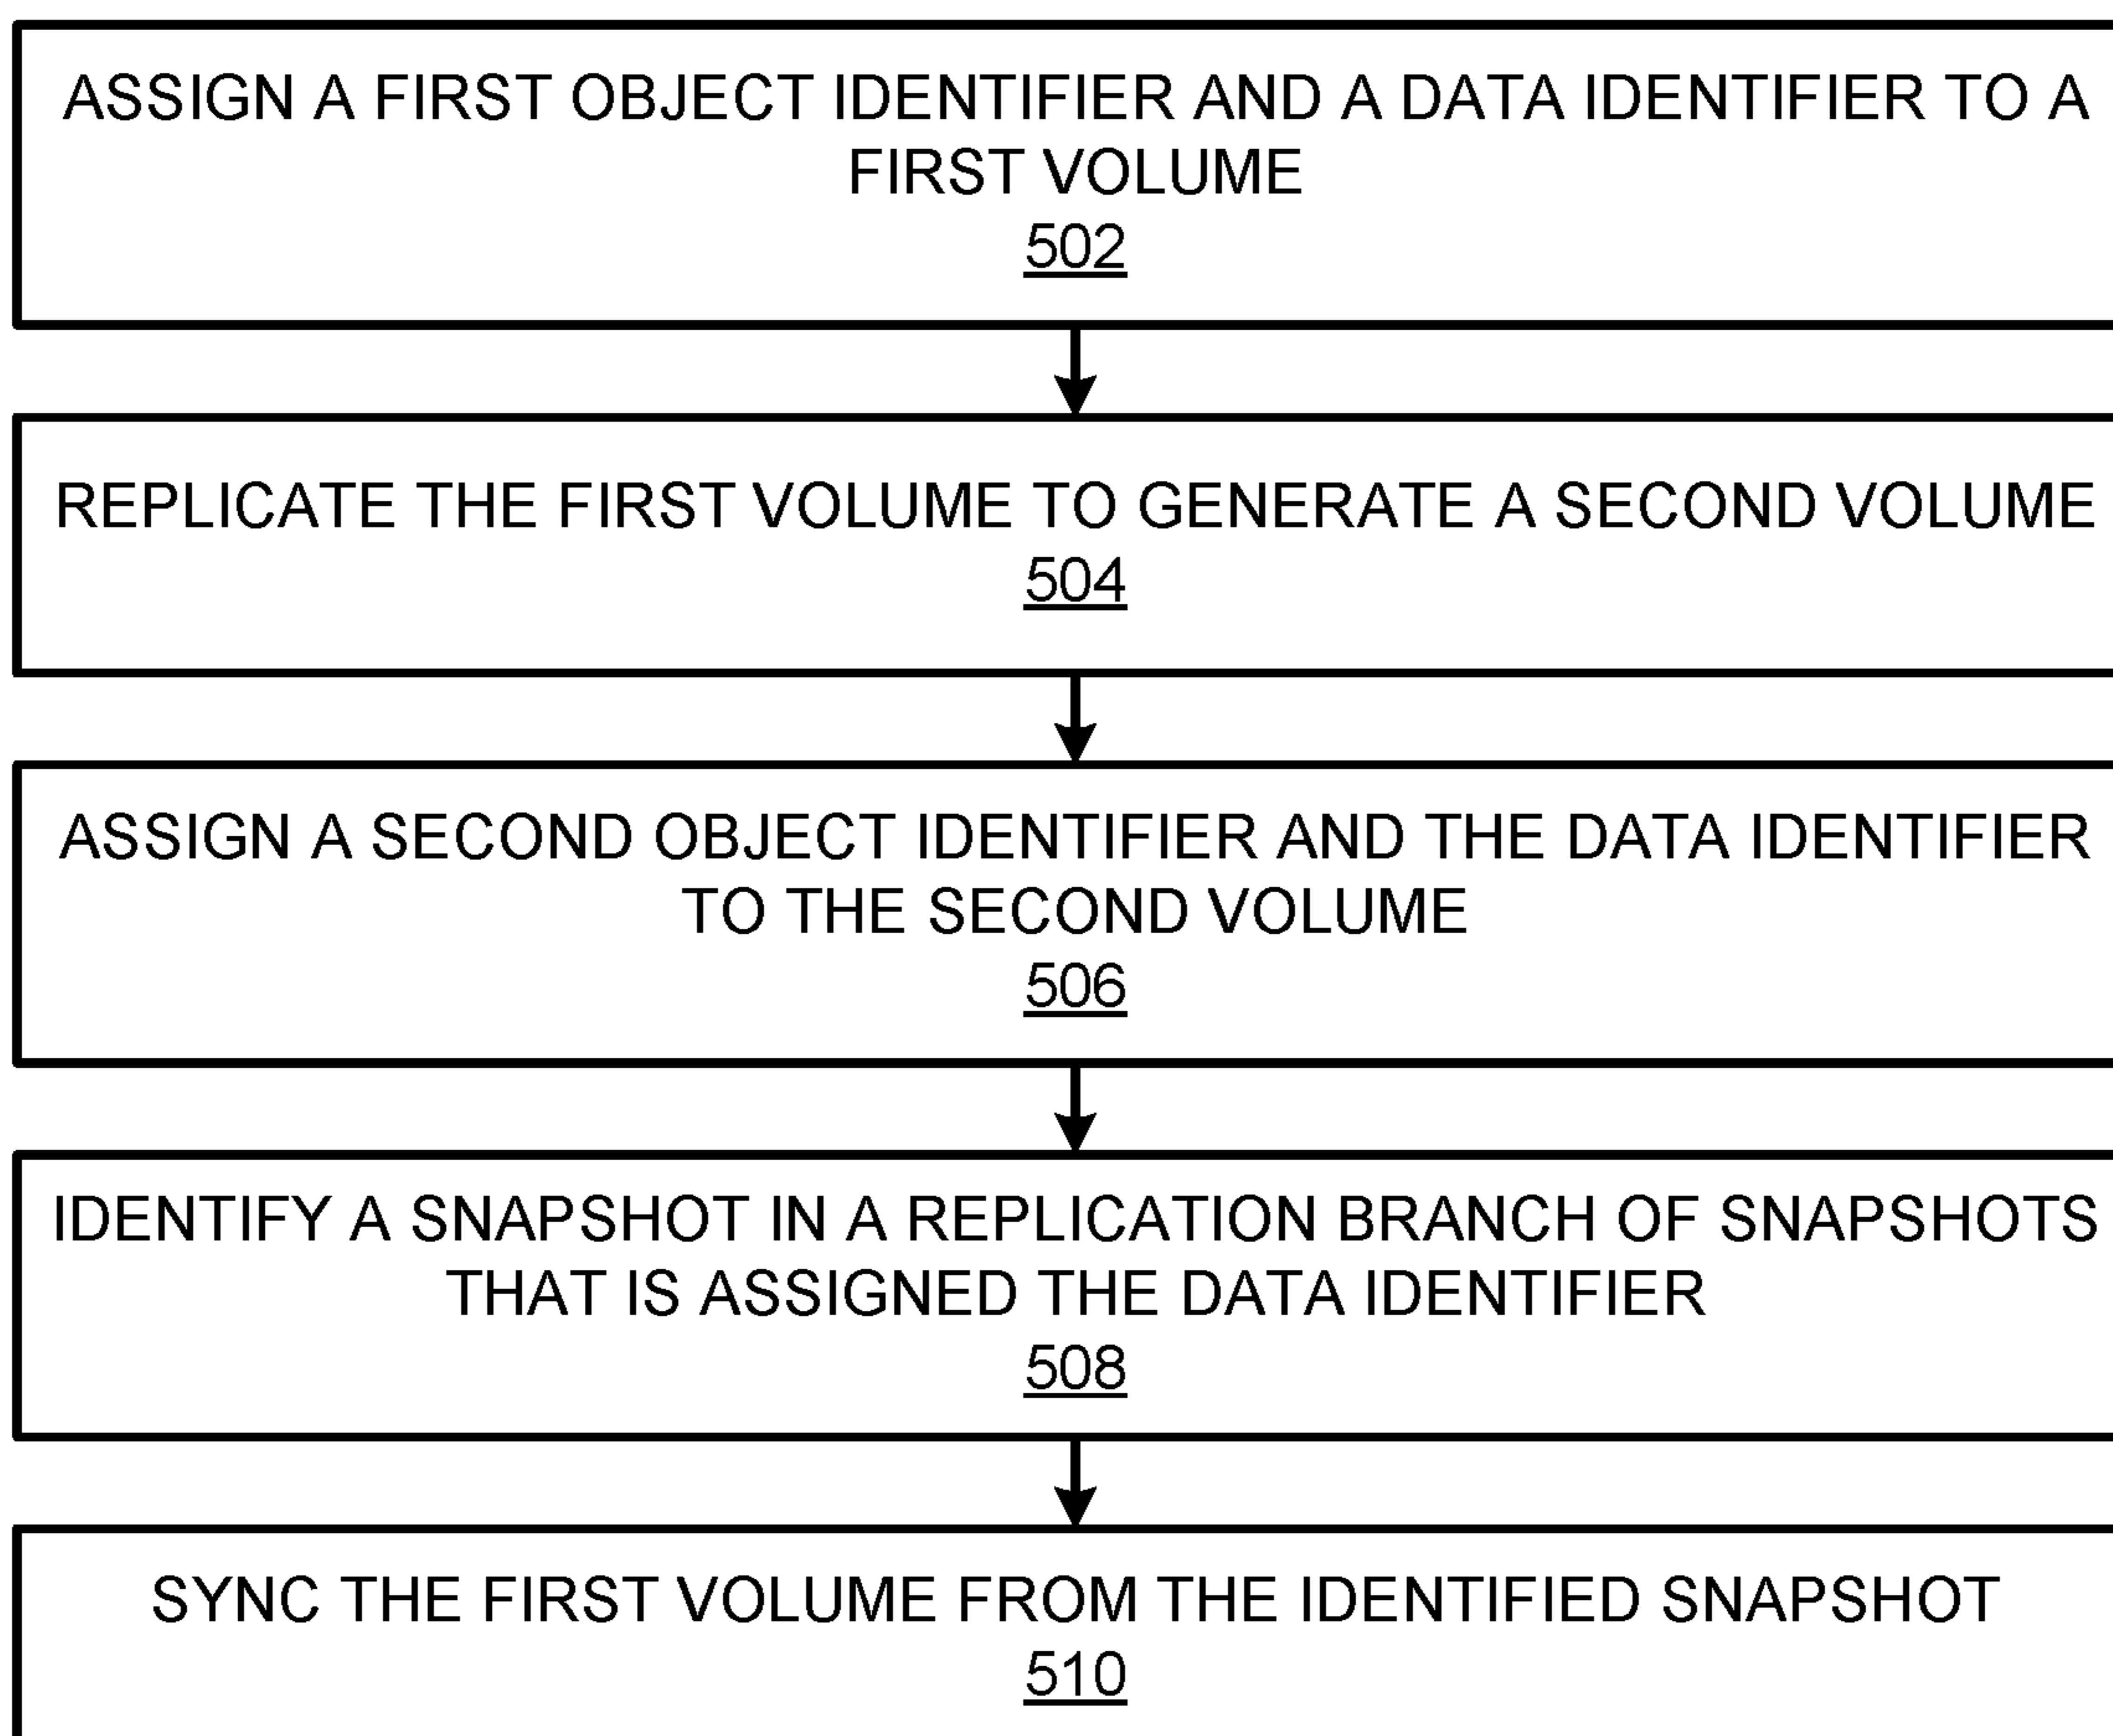 ASSIGN A FIRST OBJECT IDENTIFIER AND A DATA IDENTIFIER TO A
FIRST VOLUME
502
REPLICATE THE FIRST VOLUME TO GENERATE A SECOND VOLUME
504
ASSIGN A SECOND OBJECT IDENTIFIER AND THE DATA IDENTIFIER
TO THE SECOND VOLUME
506
IDENTIFY A SNAPSHOT IN A REPLICATION BRANCH OF SNAPSHOTS
THAT IS ASSIGNED THE DATA IDENTIFIER
508
SYNC THE FIRST VOLUME FROM THE IDENTIFIED SNAPSHOT
510